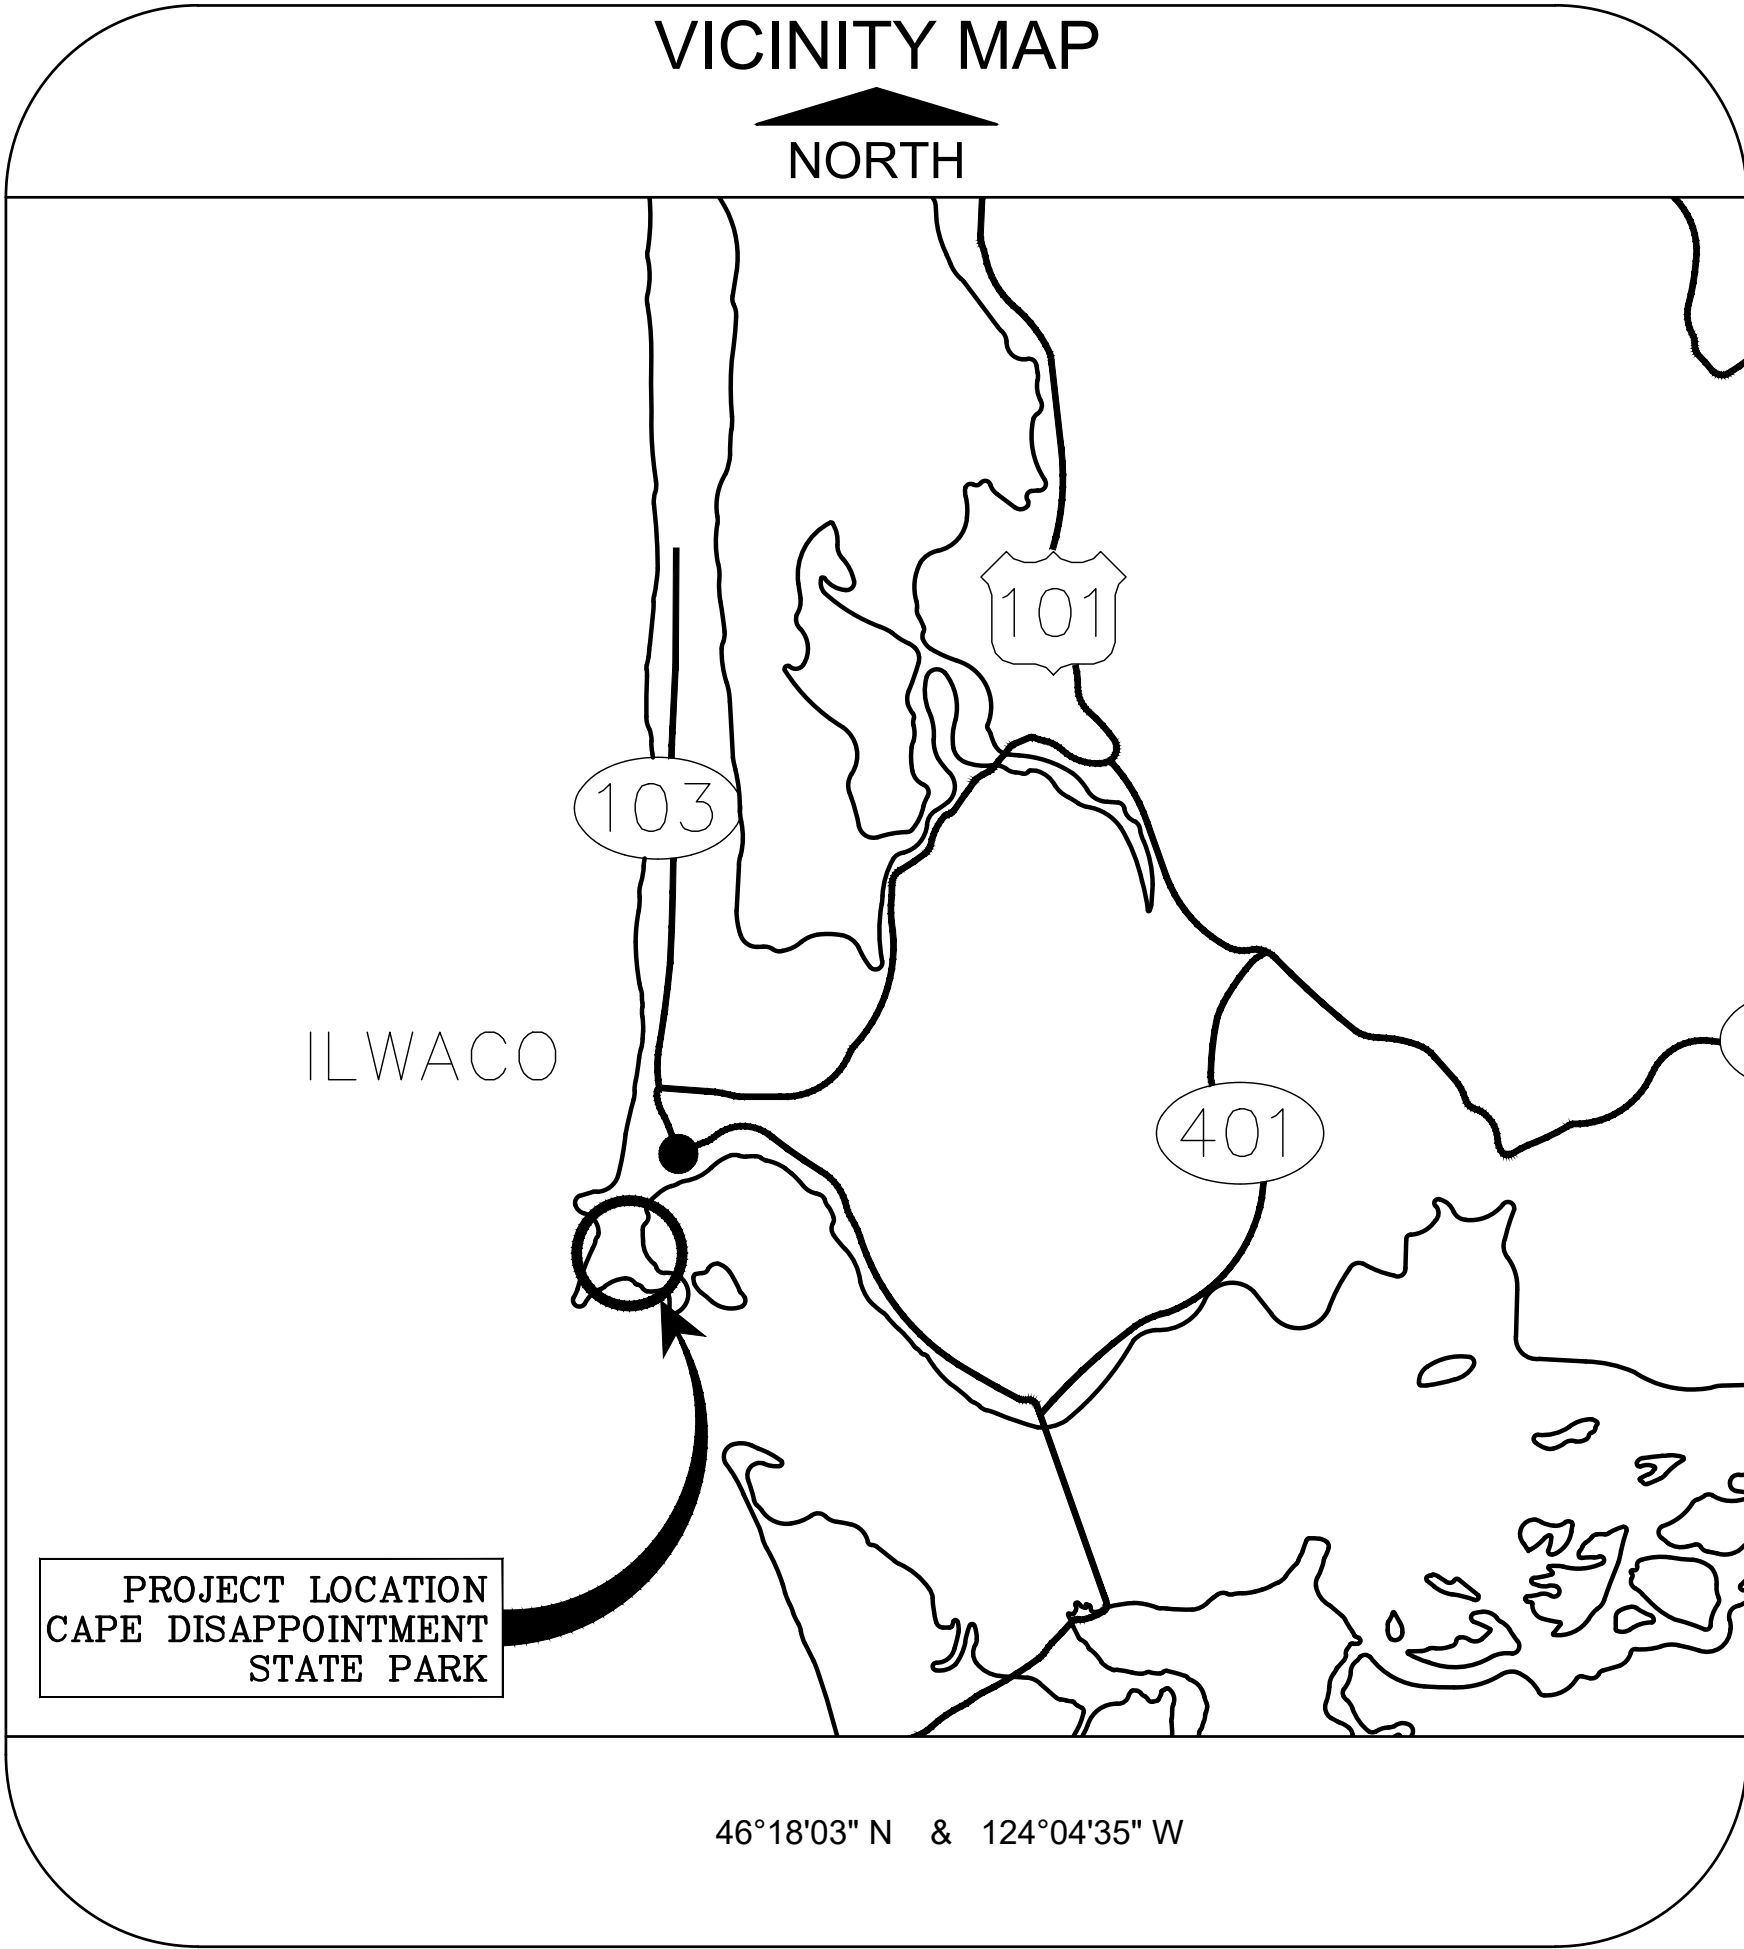 VICINITY MAP
NORTH
101
103
ILWACO
401
PROJECT LOCATION
CAPE DISAPPOINTMENT
STATE PARK
46°18'03" N & 124°04'35" W